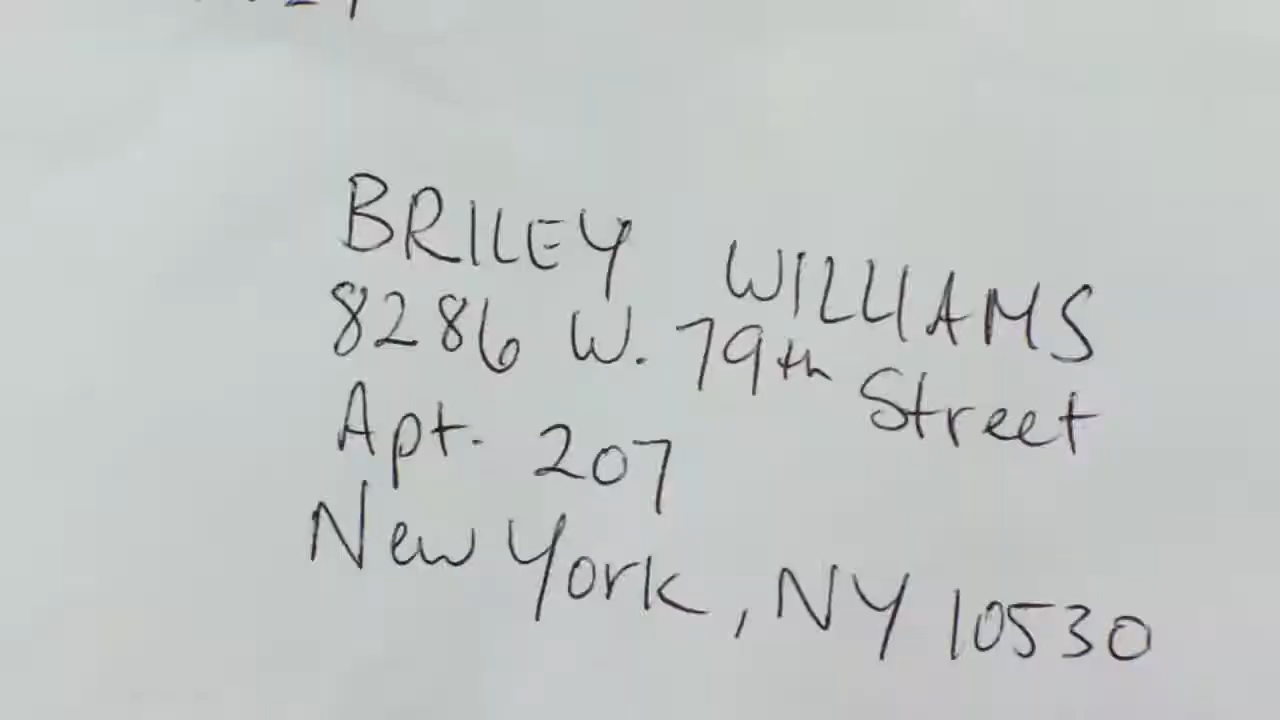 BRILEY WILLIAMS
8286 W. 79th Street
Apt. 207
New York, NY 10530